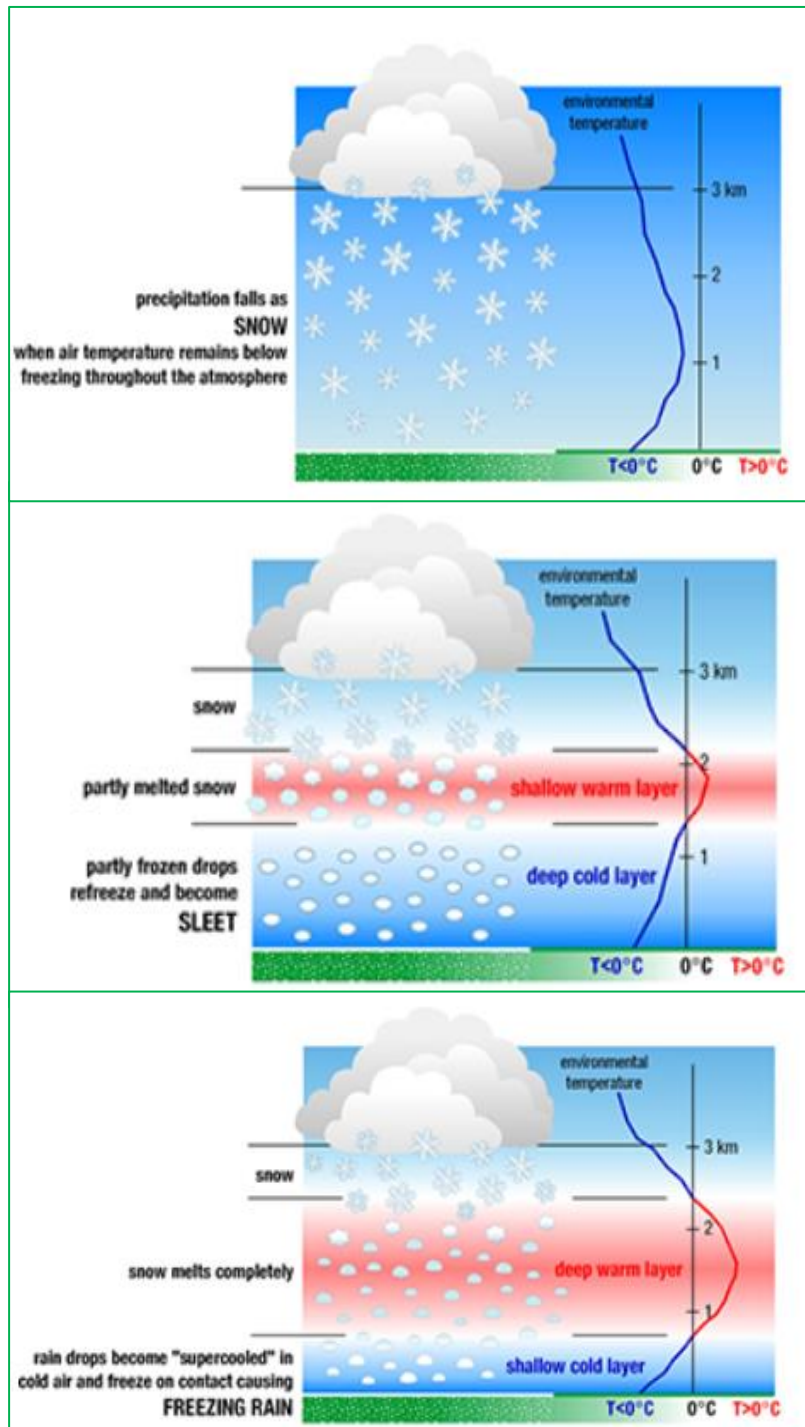 environmental
temperature
3 km
2
precipitation falls as
SNOW
when air temperature remains below
freezing throughout the atmosphere
1
T<0°C 0°C T>0°C
environmental
temperature
3 km
snow
2
partly melted snow
shallow warm layer
1
partly frozen drops
refreeze and become
SLEET
deep cold layer
T<0°C 0°C T>0°C
environmental
temperature
3 km
snow
2
snow melts completely
deep warm layer
1
rain drops become "supercooled" in
cold air and freeze on contact causing
FREEZING RAIN
shallow cold layer
T<0°C 0°C T>0°C